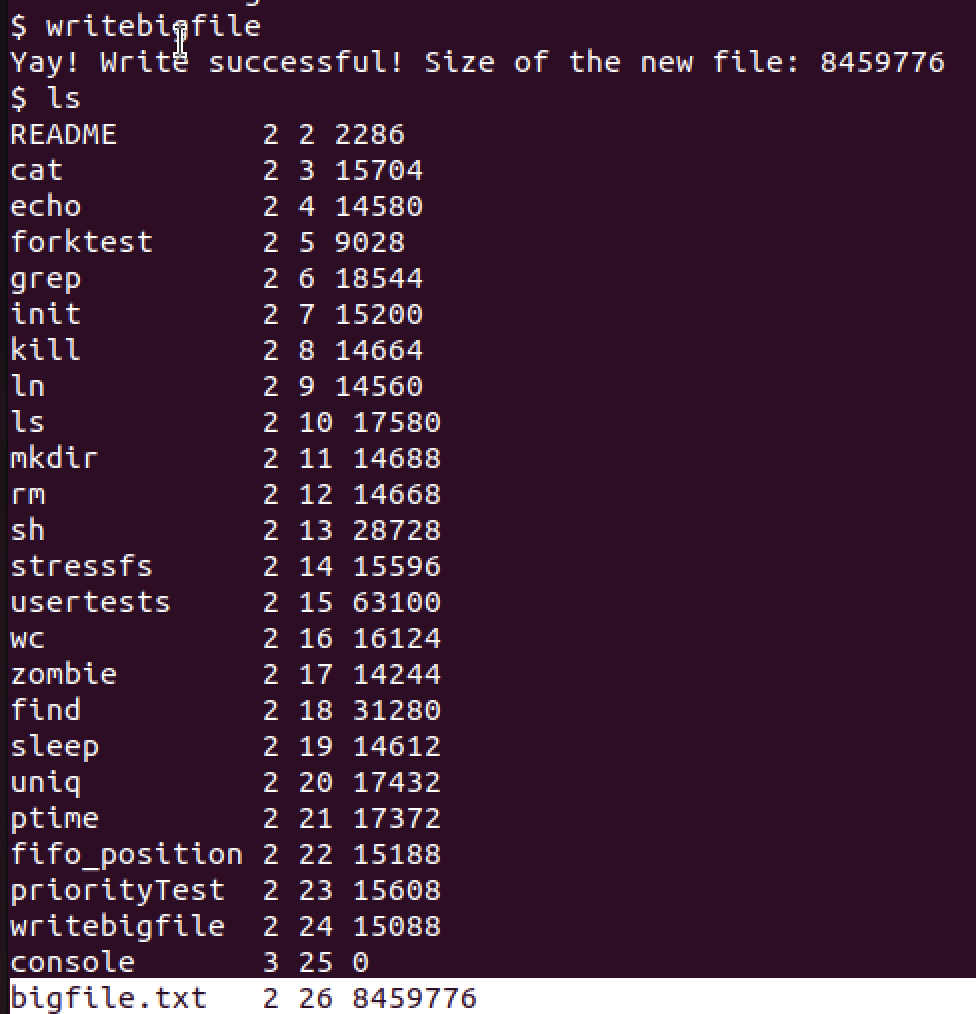 $ writebigfile
Yay! Write successful! Size of the new file: 8459776
$ ls
README 2 2 2286
cat 2 3 15704
echo 2 4 14580
forktest 2 5 9028
grep 2 6 18544
init 2 7 15200
kill 2 8 14664
ln 2 9 14560
ls 2 10 17580
mkdir 2 11 14688
rm 2 12 14668
sh 2 13 28728
stressfs 2 14 15596
usertests 2 15 63100
wc 2 16 16124
zombie 2 17 14244
find 2 18 31280
sleep 2 19 14612
uniq 2 20 17432
ptime 2 21 17372
fifo_position 2 22 15188
priorityTest 2 23 15608
writebigfile 2 24 15088
console 3 25 0
bigfile.txt 2 26 8459776